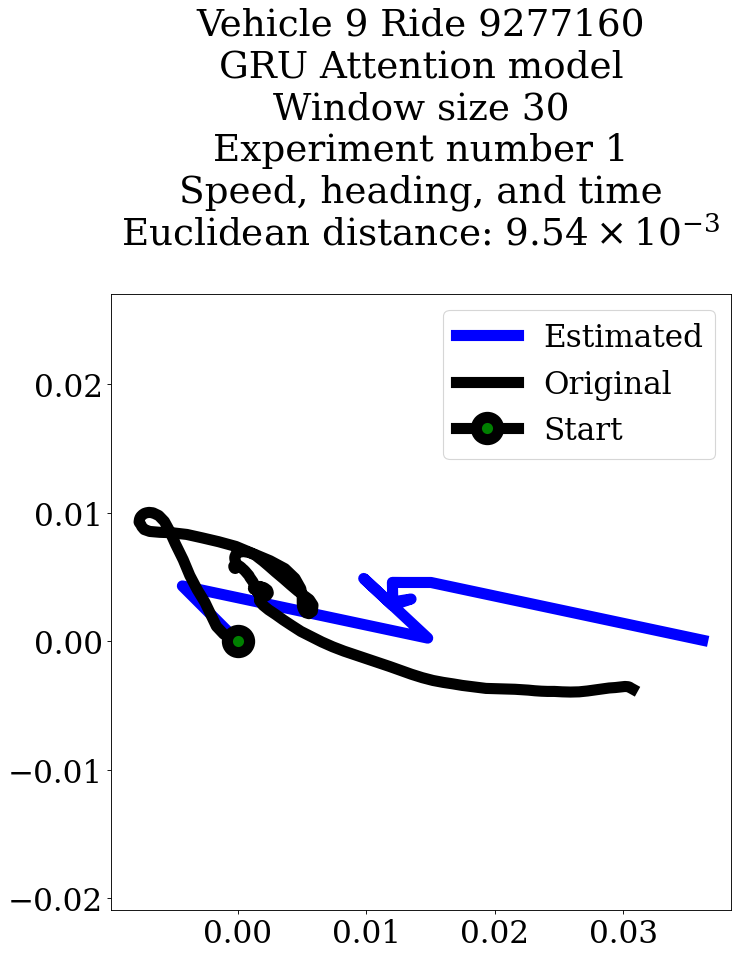 Vehicle 9 Ride 9277160
GRU Attention model
Window size 30
Experiment number 1
Speed, heading, and time
Euclidean distance: 9.54 × 10⁻³
Estimated
Original
Start
0.02
0.01
0.00
−0.01
−0.02
0.00 0.01 0.02 0.03